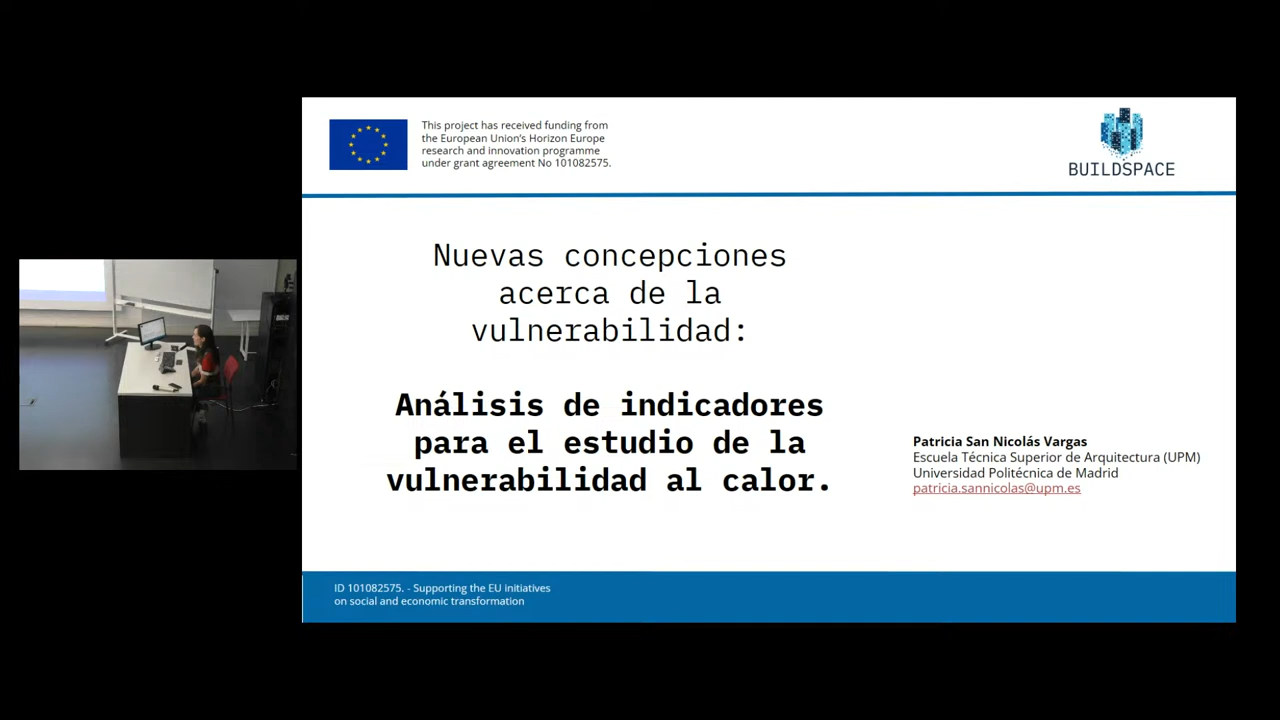 This project has received funding from
the European Union's Horizon Europe
research and innovation programme
under grant agreement No 101082575.
BUILDSPACE
Nuevas concepciones
acerca de la
vulnerabilidad:
Análisis de indicadores
para el estudio de la
vulnerabilidad al calor.
Patricia San Nicolás Vargas
Escuela Técnica Superior de Arquitectura (UPM)
Universidad Politécnica de Madrid
patricia.sannicolas@upm.es
ID 101082575. - Supporting the EU initiatives
on social and economic transformation